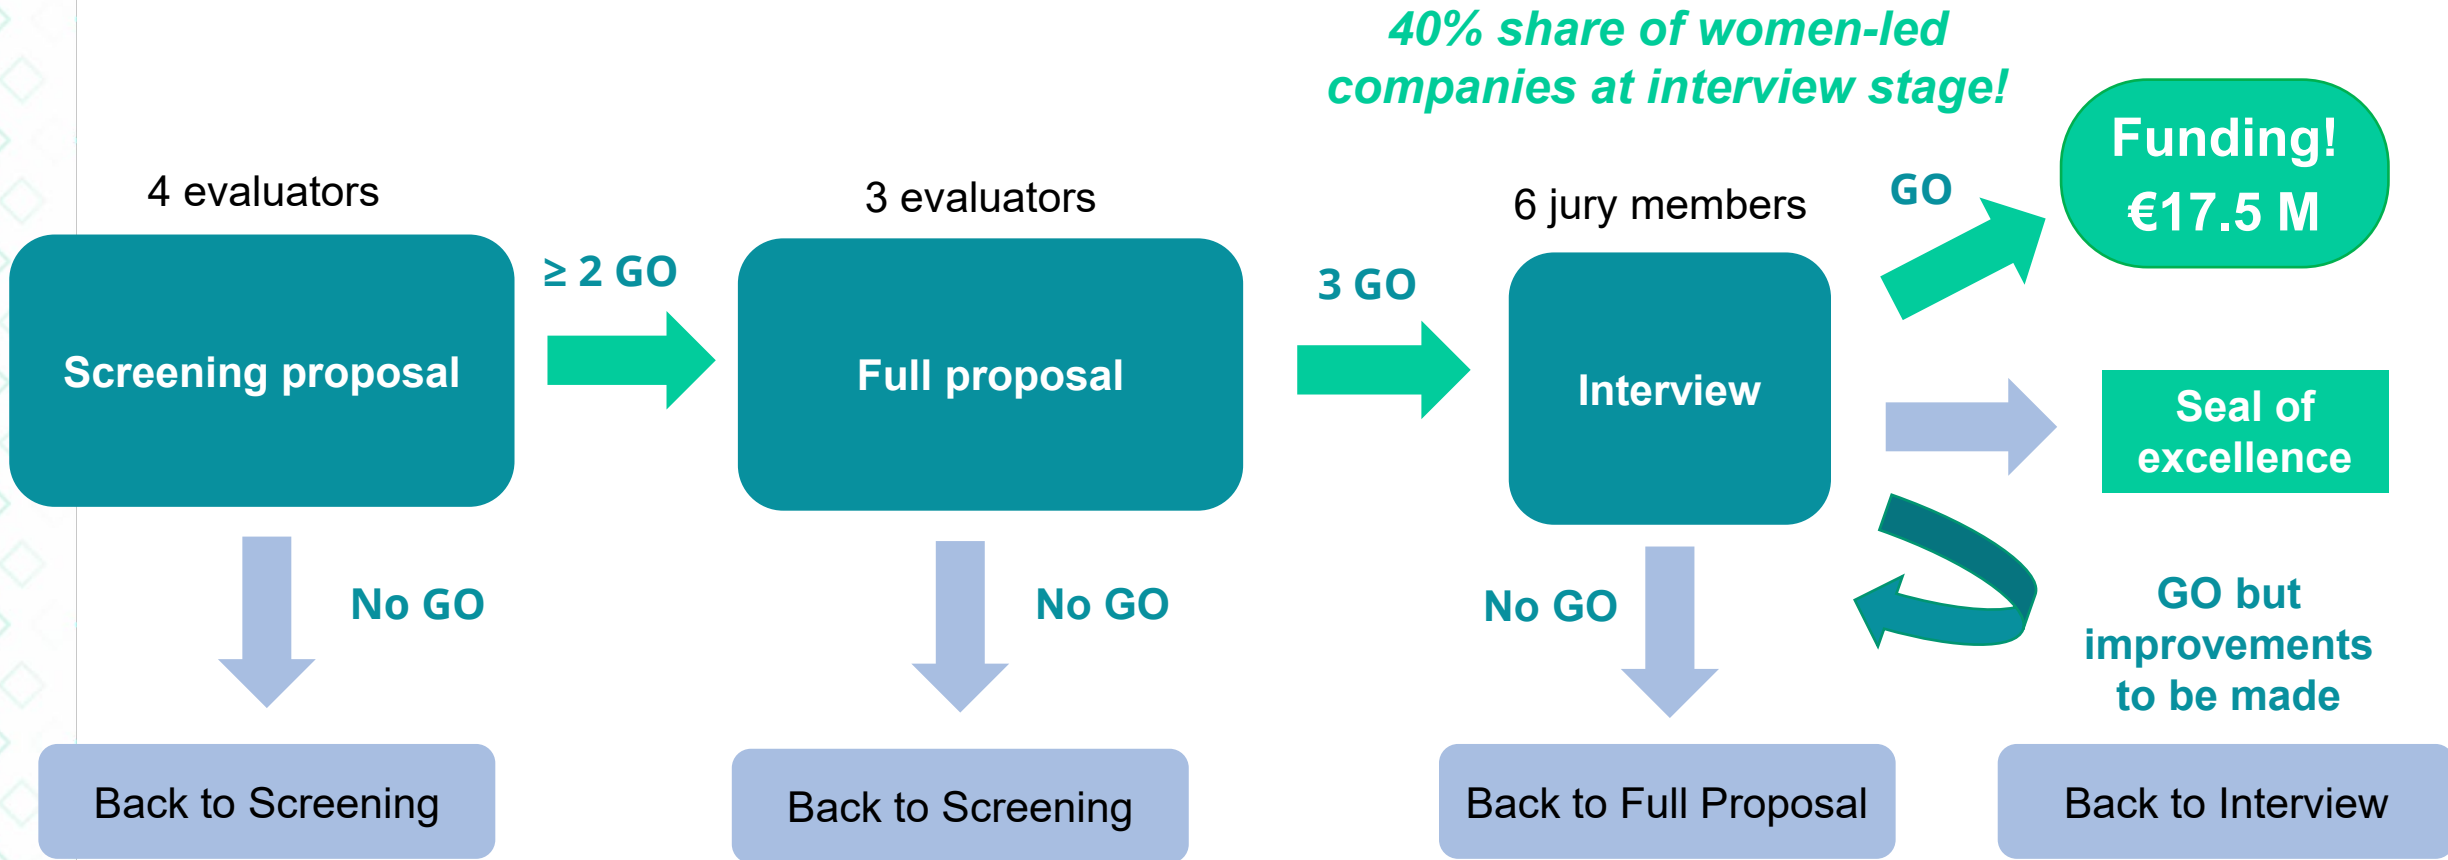 40% share of women-led
companies at interview stage!
4 evaluators
3 evaluators
6 jury members
GO
Funding!
€17.5 M
≥ 2 GO
3 GO
Screening proposal
Full proposal
Interview
Seal of
excellence
No GO
No GO
No GO
GO but
improvements
to be made
Back to Screening
Back to Screening
Back to Full Proposal
Back to Interview